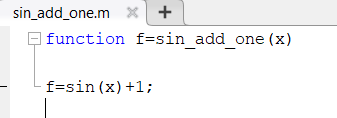 sin_add_one.m
function f=sin_add_one(x)
f=sin(x)+1;